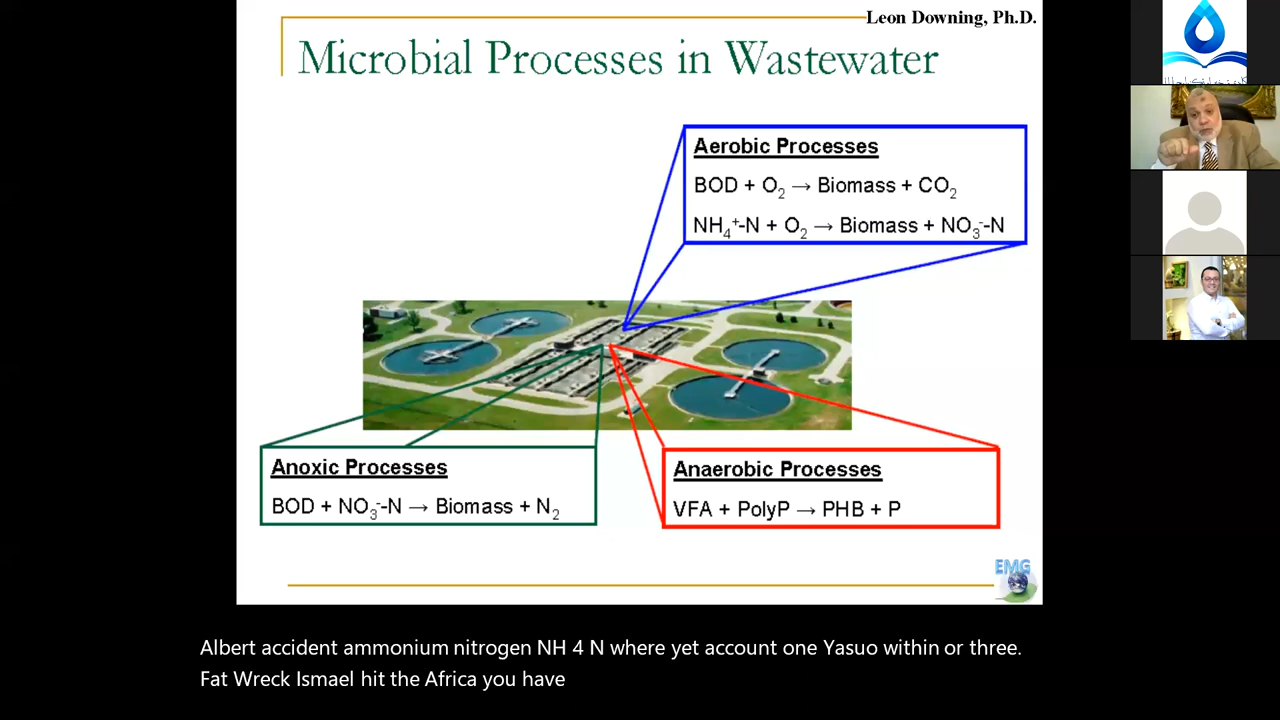 Leon Downing, Ph.D.
Microbial Processes in Wastewater
Aerobic Processes
BOD + O₂ → Biomass + CO₂
NH₄⁺-N + O₂ → Biomass + NO₃⁻-N
Anoxic Processes
BOD + NO₃⁻-N → Biomass + N₂
Anaerobic Processes
VFA + PolyP → PHB + P
EMG
Albert accident ammonium nitrogen NH 4 N where yet account one Yasuo within or three.
Fat Wreck Ismael hit the Africa you have